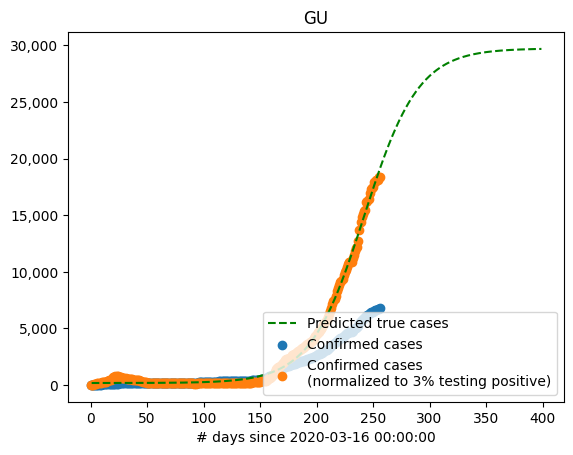 GU
30,000
25,000
20,000
15,000
10,000
5,000
0
Predicted true cases
Confirmed cases
Confirmed cases
(normalized to 3% testing positive)
0 50 100 150 200 250 300 350 400
# days since 2020-03-16 00:00:00